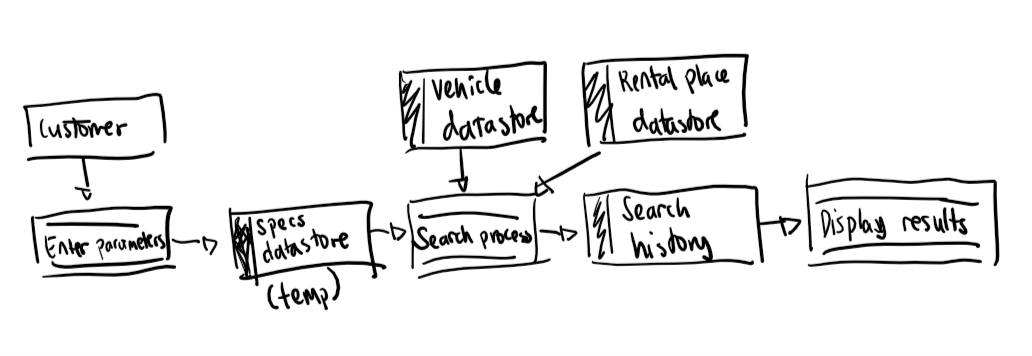 Customer
Vehicle
datastore
Rental place
datastore
Enter parameters
specs
datastore
(temp)
Search process
Search
history
Display results